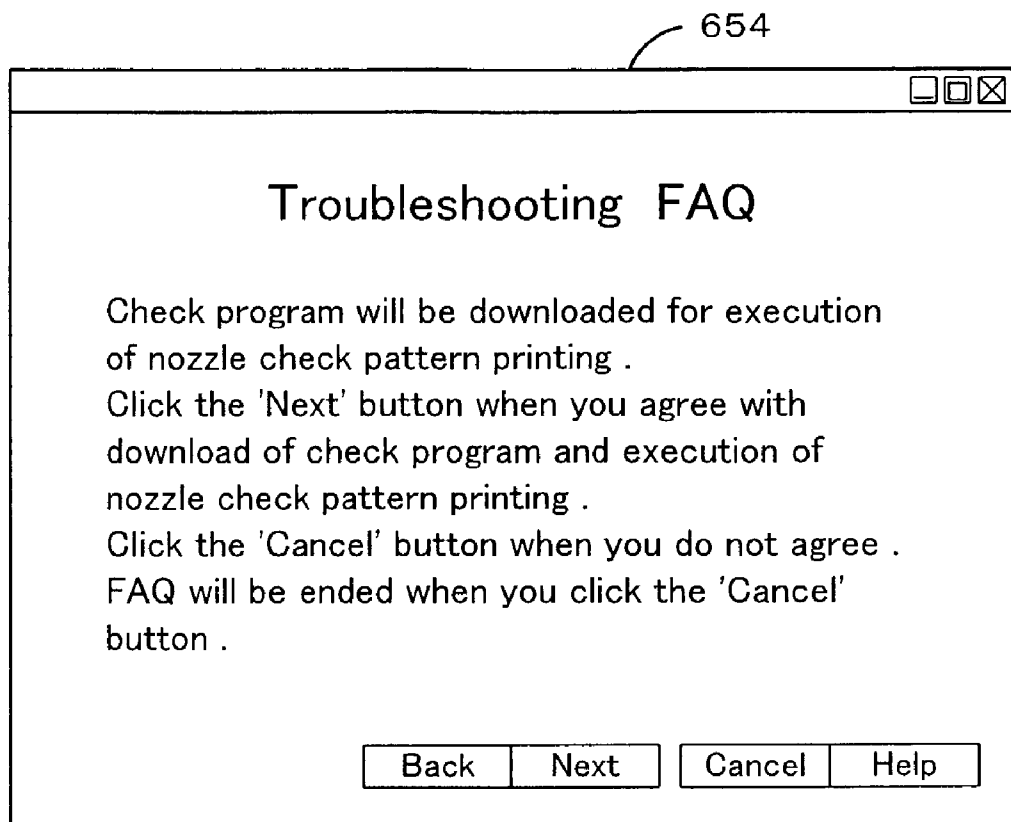 654
Troubleshooting FAQ
Check program will be downloaded for execution
of nozzle check pattern printing .
Click the 'Next' button when you agree with
download of check program and execution of
nozzle check pattern printing .
Click the 'Cancel' button when you do not agree .
FAQ will be ended when you click the 'Cancel'
button .
Back Next Cancel Help